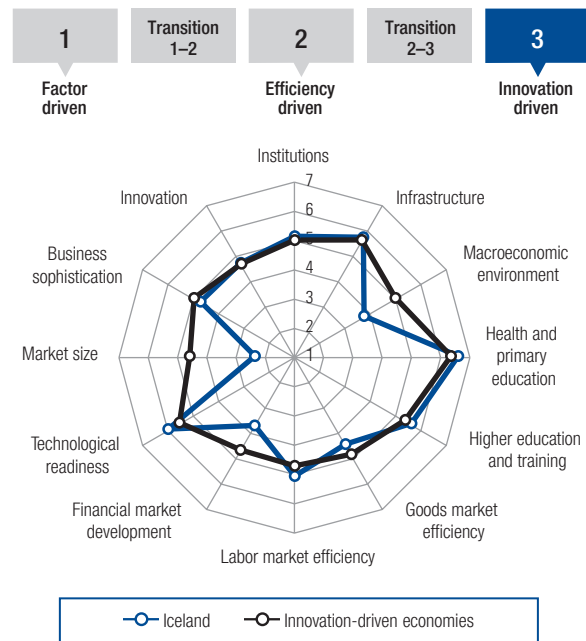 1
Transition
1–2
2
Transition
2–3
3
Factor
driven
Efficiency
driven
Innovation
driven
Institutions
7
Infrastructure
6
Innovation
5
Macroeconomic
environment
4
Business
sophistication
3
2
Health and
primary
education
1
Market size
Higher education
and training
Technological
readiness
Goods market
efficiency
Financial market
development
Labor market efficiency
Iceland
Innovation-driven economies